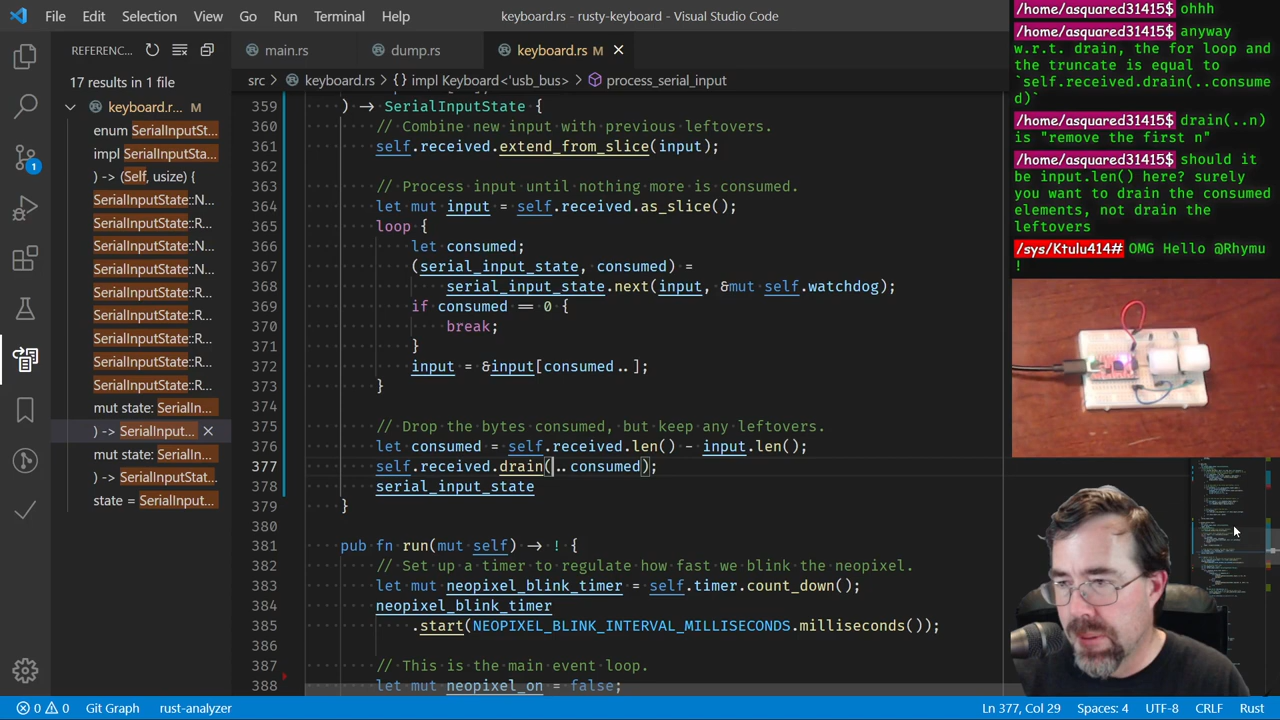 File Edit Selection View Go Run Terminal Help
keyboard.rs - rusty-keyboard - Visual Studio Code
REFERENC...
17 results in 1 file
keyboard.r... M
enum SerialInputSt...
impl SerialInputSta...
) -> (Self, usize) {
SerialInputState::N...
SerialInputState::R...
SerialInputState::N...
SerialInputState::N...
SerialInputState::R...
SerialInputState::R...
SerialInputState::R...
SerialInputState::R...
SerialInputState::R...
mut state: SerialIn...
) -> SerialInput...
mut state: SerialIn...
) -> SerialInputStat...
state = SerialInput...
1
main.rs
dump.rs
keyboard.rs M
src > keyboard.rs > {} impl Keyboard<'usb_bus> > process_serial_input
359 ) -> SerialInputState {
360 // Combine new input with previous leftovers.
361 self.received.extend_from_slice(input);
362
363 // Process input until nothing more is consumed.
364 let mut input = self.received.as_slice();
365 loop {
366 let consumed;
367 (serial_input_state, consumed) =
368 serial_input_state.next(input, &mut self.watchdog);
369 if consumed == 0 {
370 break;
371 }
372 input = &input[consumed..];
373 }
374
375 // Drop the bytes consumed, but keep any leftovers.
376 let consumed = self.received.len() - input.len();
377 self.received.drain(..consumed);
378 serial_input_state
379 }
380
381 pub fn run(mut self) -> ! {
382 // Set up a timer to regulate how fast we blink the neopixel.
383 let mut neopixel_blink_timer = self.timer.count_down();
384 neopixel_blink_timer
385 .start(NEOPIXEL_BLINK_INTERVAL_MILLISECONDS.milliseconds());
386
387 // This is the main event loop.
388 let mut neopixel_on = false;
/home/asquared31415$ ohhh
/home/asquared31415$ anyway
w.r.t. drain, the for loop and
the truncate is equal to
`self.received.drain(..consume
d)`
/home/asquared31415$ drain(..n)
is "remove the first n"
/home/asquared31415$ should it
be input.len() here? surely
you want to drain the consumed
elements, not drain the
leftovers
/sys/Ktulu414# OMG Hello @Rhymu
!
0 0 Git Graph rust-analyzer
Ln 377, Col 29 Spaces: 4 UTF-8 CRLF Rust